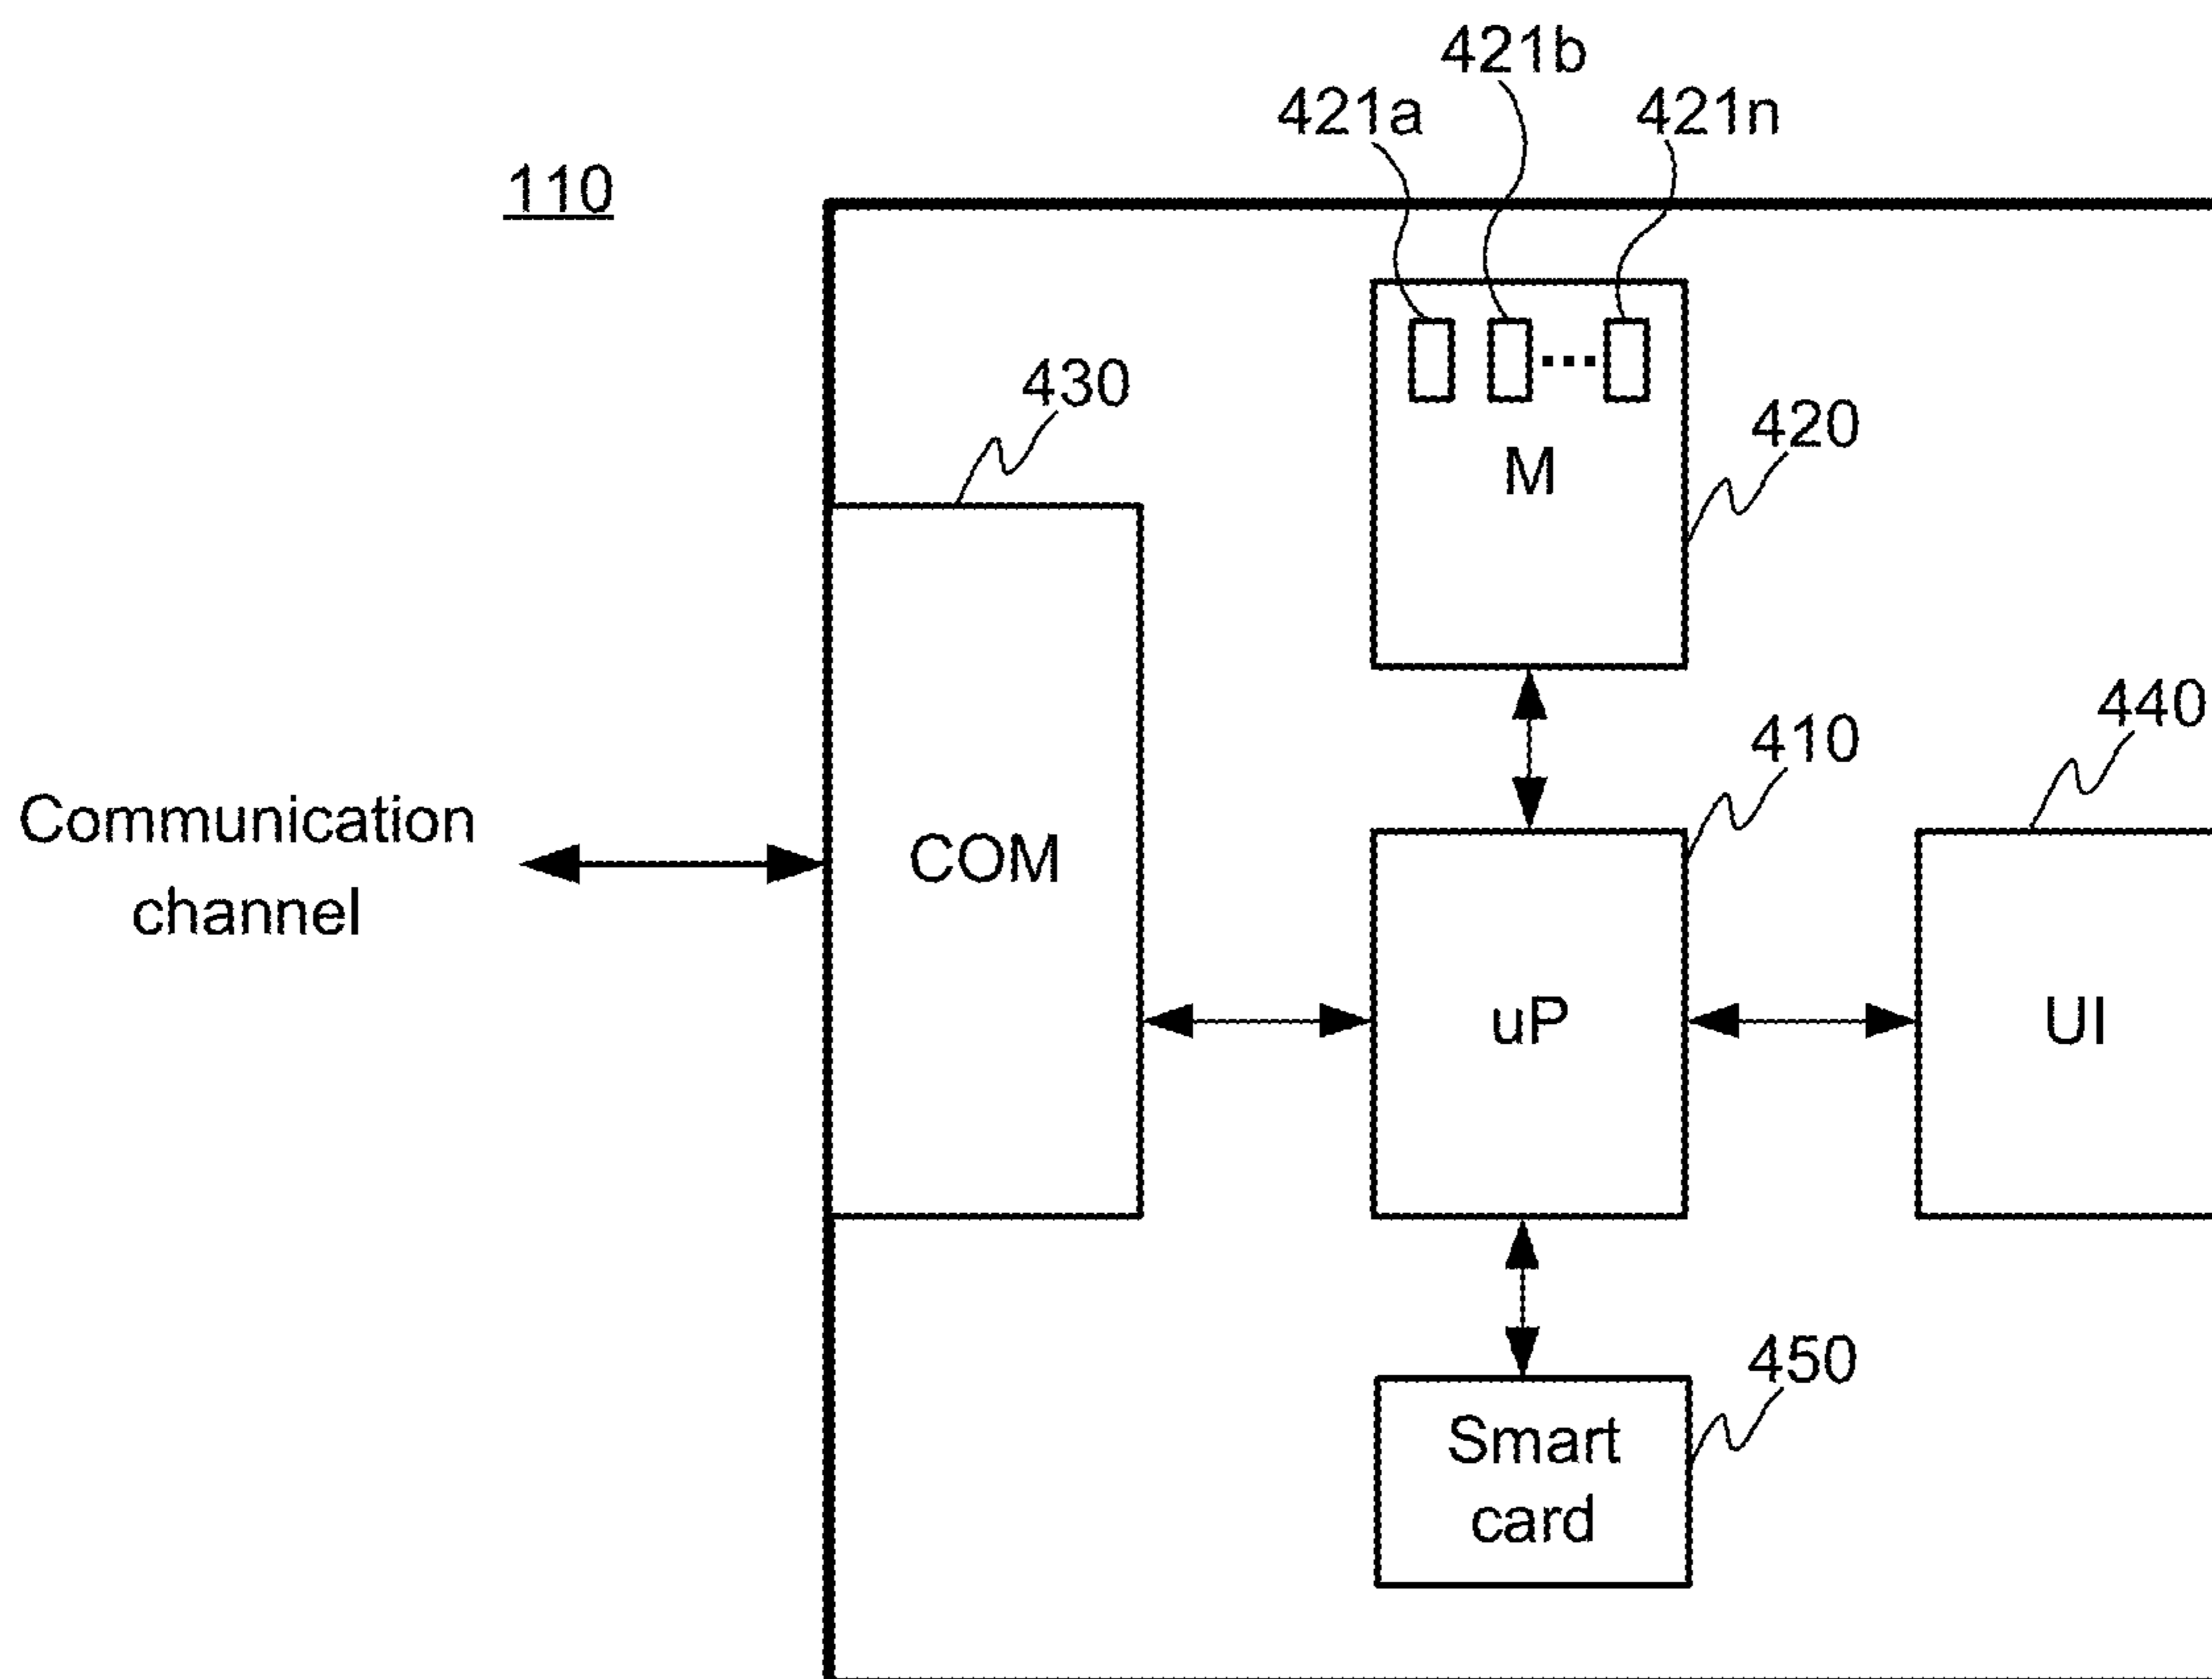 421b
421a
421n
110
430
420
M
440
410
Communication
channel
COM
uP
UI
450
Smart
card